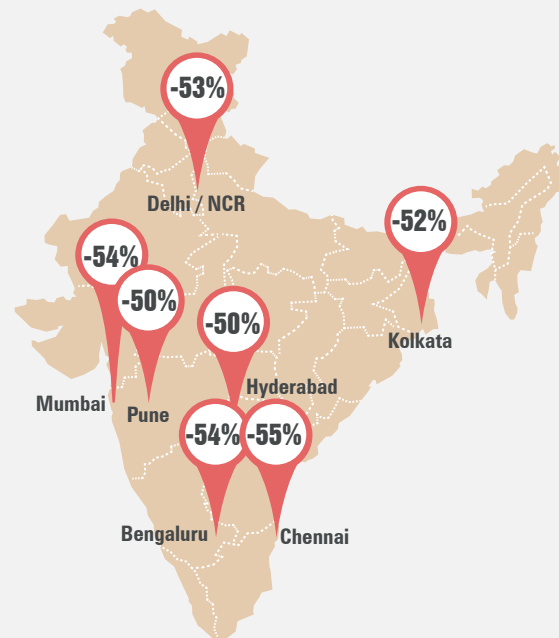 -53%
Delhi / NCR
-52%
Kolkata
-54%
Mumbai
-50%
Pune
-50%
Hyderabad
-54%
Bengaluru
-55%
Chennai